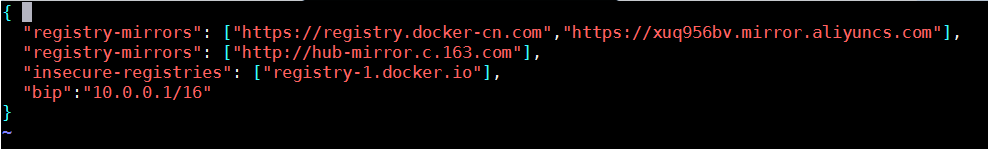 {
"registry-mirrors": ["https://registry.docker-cn.com","https://xuq956bv.mirror.aliyuncs.com"],
"registry-mirrors": ["http://hub-mirror.c.163.com"],
"insecure-registries": ["registry-1.docker.io"],
"bip":"10.0.0.1/16"
}
~